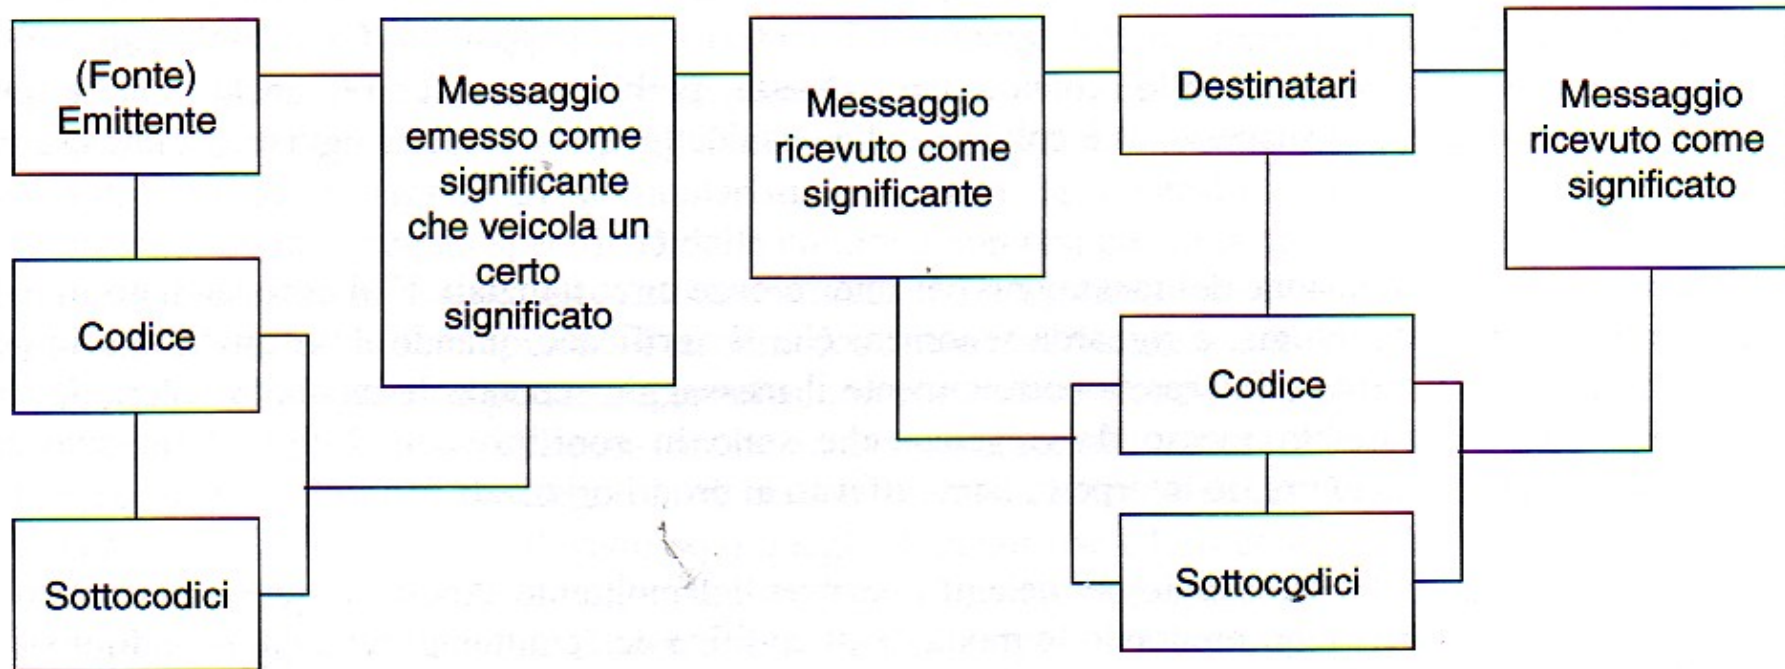 (Fonte)
Emittente
Codice
Sottocodici
Messaggio
emesso come
significante
che veicola un
certo
significato
Messaggio
ricevuto come
significante
Destinatari
Codice
Sottocodici
Messaggio
ricevuto come
significato